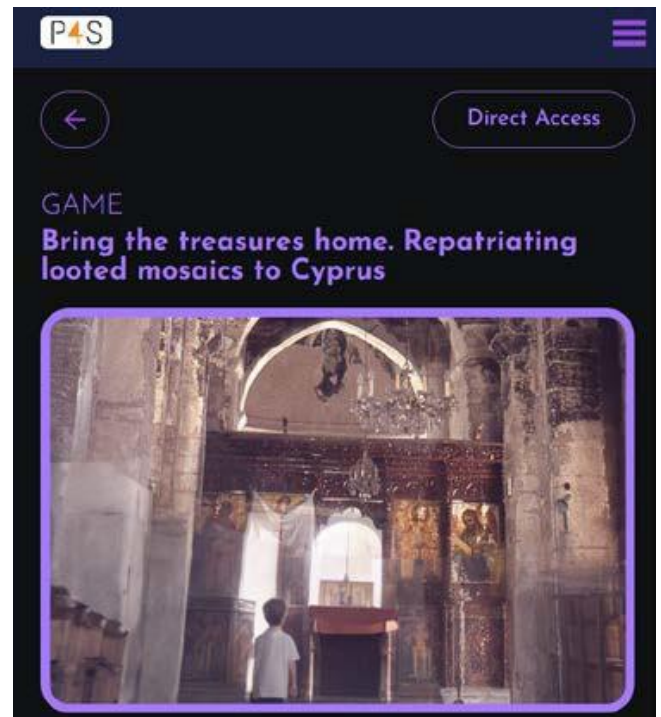 P4S
Direct Access
GAME
Bring the treasures home. Repatriating
looted mosaics to Cyprus